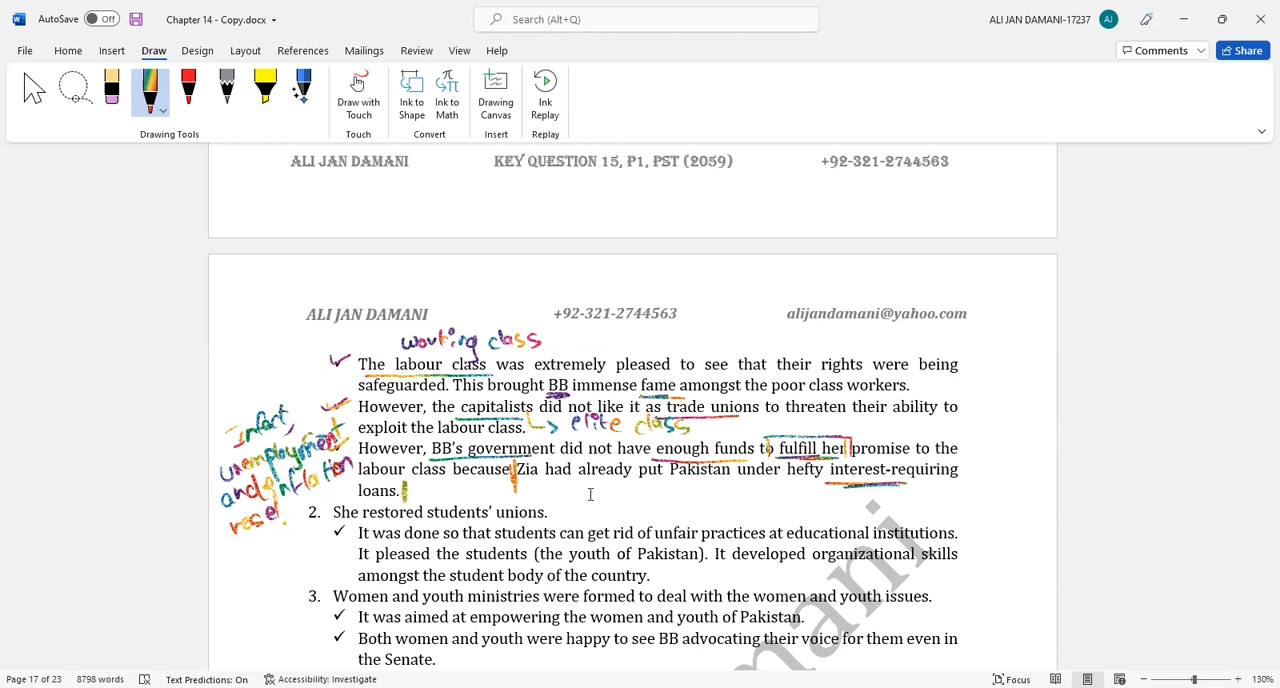 AutoSave Off Chapter 14 - Copy.docx Search (Alt+Q) ALI JAN DAMANI-17237 AJ
File Home Insert Draw Design Layout References Mailings Review View Help Comments Share
Draw with Touch Ink to Shape Ink to Math Drawing Canvas Ink Replay
Drawing Tools Touch Convert Insert Replay
ALI JAN DAMANI KEY QUESTION 15, P1, PST (2059) +92-321-2744563
ALI JAN DAMANI +92-321-2744563 alijandamani@yahoo.com
working class
✓ The labour class was extremely pleased to see that their rights were being
safeguarded. This brought BB immense fame amongst the poor class workers.
However, the capitalists did not like it as trade unions to threaten their ability to
exploit the labour class. ↳ elite class
However, BB's government did not have enough funds to fulfill her promise to the
labour class because Zia had already put Pakistan under hefty interest-requiring
loans.
Infact,
unemployment
and inflation
rose!
2. She restored students' unions.
✓ It was done so that students can get rid of unfair practices at educational institutions.
It pleased the students (the youth of Pakistan). It developed organizational skills
amongst the student body of the country.
3. Women and youth ministries were formed to deal with the women and youth issues.
✓ It was aimed at empowering the women and youth of Pakistan.
✓ Both women and youth were happy to see BB advocating their voice for them even in
the Senate.
mani
Page 17 of 23 8798 words Text Predictions: On Accessibility: Investigate Focus 130%